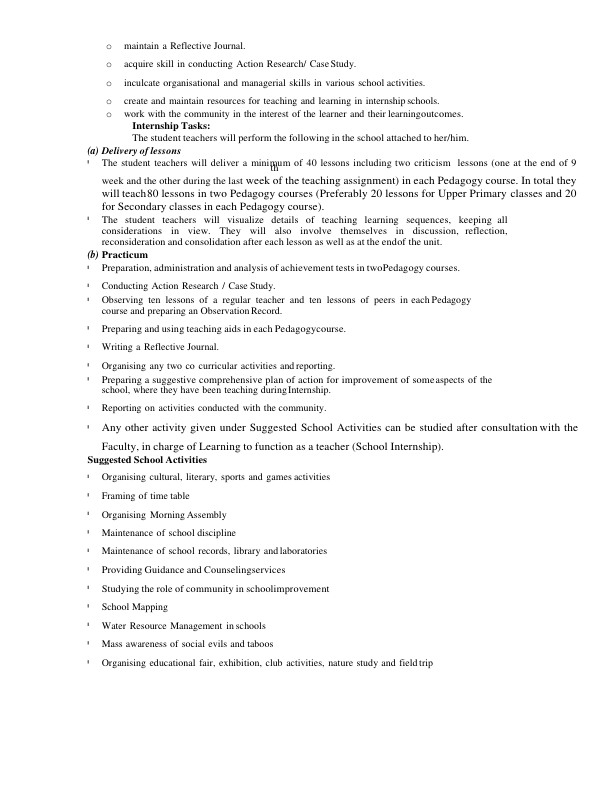 o maintain a Reflective Journal.
o acquire skill in conducting Action Research/ Case Study.
o inculcate organisational and managerial skills in various school activities.
o create and maintain resources for teaching and learning in internship schools.
o work with the community in the interest of the learner and their learningoutcomes.
Internship Tasks:
The student teachers will perform the following in the school attached to her/him.
(a) Delivery of lessons
The student teachers will deliver a minimum of 40 lessons including two criticism lessons (one at the end of 9
th
week and the other during the last week of the teaching assignment) in each Pedagogy course. In total they
will teach80 lessons in two Pedagogy courses (Preferably 20 lessons for Upper Primary classes and 20
for Secondary classes in each Pedagogy course).
The student teachers will visualize details of teaching learning sequences, keeping all
considerations in view. They will also involve themselves in discussion, reflection,
reconsideration and consolidation after each lesson as well as at the endof the unit.
(b) Practicum
Preparation, administration and analysis of achievement tests in twoPedagogy courses.
Conducting Action Research / Case Study.
Observing ten lessons of a regular teacher and ten lessons of peers in each Pedagogy
course and preparing an Observation Record.
Preparing and using teaching aids in each Pedagogycourse.
Writing a Reflective Journal.
Organising any two co curricular activities and reporting.
Preparing a suggestive comprehensive plan of action for improvement of some aspects of the
school, where they have been teaching duringInternship.
Reporting on activities conducted with the community.
Any other activity given under Suggested School Activities can be studied after consultation with the
Faculty, in charge of Learning to function as a teacher (School Internship).
Suggested School Activities
Organising cultural, literary, sports and games activities
Framing of time table
Organising Morning Assembly
Maintenance of school discipline
Maintenance of school records, library and laboratories
Providing Guidance and Counselingservices
Studying the role of community in schoolimprovement
School Mapping
Water Resource Management in schools
Mass awareness of social evils and taboos
Organising educational fair, exhibition, club activities, nature study and field trip